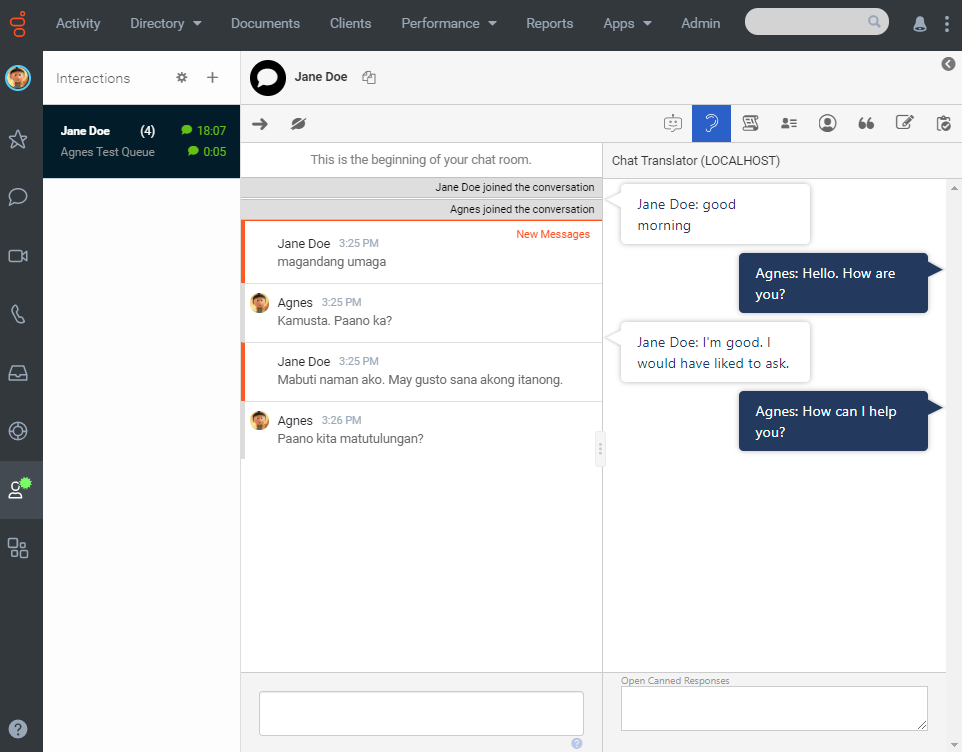 Activity Directory Documents Clients Performance Reports Apps Admin
Interactions
Jane Doe (4) 18:07
Agnes Test Queue 0:05
Jane Doe
This is the beginning of your chat room.
Jane Doe joined the conversation
Agnes joined the conversation
New Messages
Jane Doe 3:25 PM
magandang umaga
Agnes 3:25 PM
Kamusta. Paano ka?
Jane Doe 3:25 PM
Mabuti naman ako. May gusto sana akong itanong.
Agnes 3:26 PM
Paano kita matutulungan?
Chat Translator (LOCALHOST)
Jane Doe: good
morning
Agnes: Hello. How are
you?
Jane Doe: I'm good. I
would have liked to ask.
Agnes: How can I help
you?
Open Canned Responses